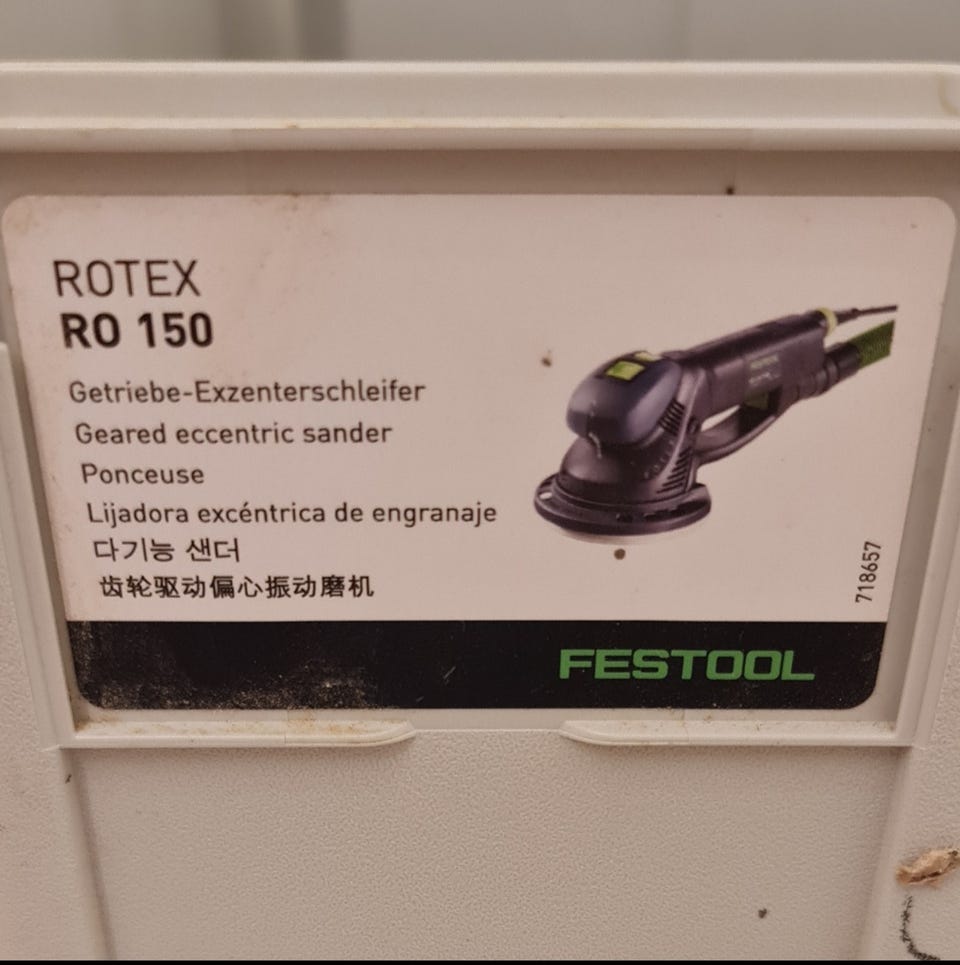 ROTEX
RO 150
Getriebe-Exzenterschleifer
Geared eccentric sander
Ponceuse
Lijadora excéntrica de engranaje
다기능 샌더
齿轮驱动偏心振动磨机
718657
FESTOOL